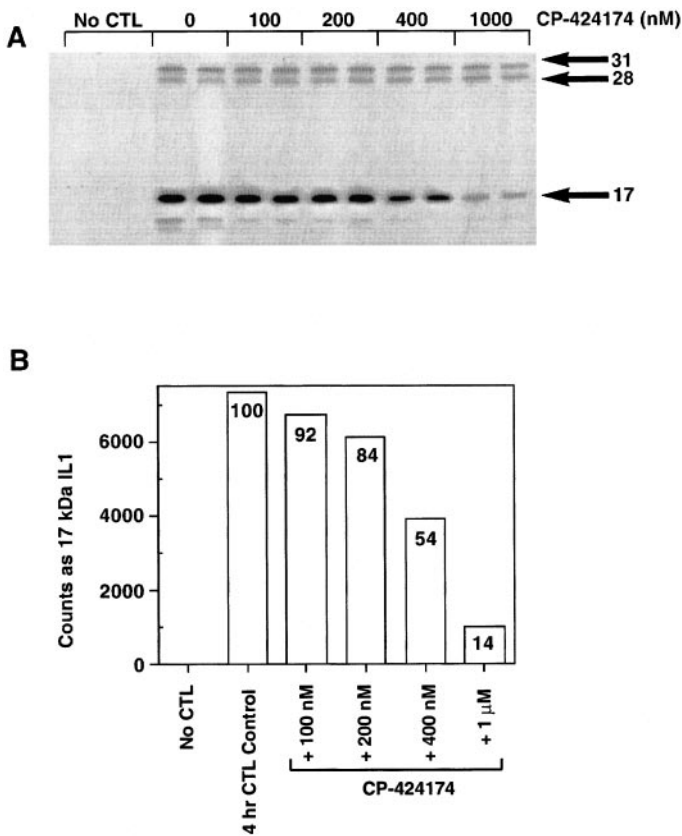 A
No CTL 0 100 200 400 1000 CP-424174 (nM)
31
28
17
B
Counts as 17 kDa IL1
6000
4000
2000
0
100
92
84
54
14
No CTL
4 hr CTL Control
+ 100 nM
+ 200 nM
+ 400 nM
+ 1 µM
CP-424174